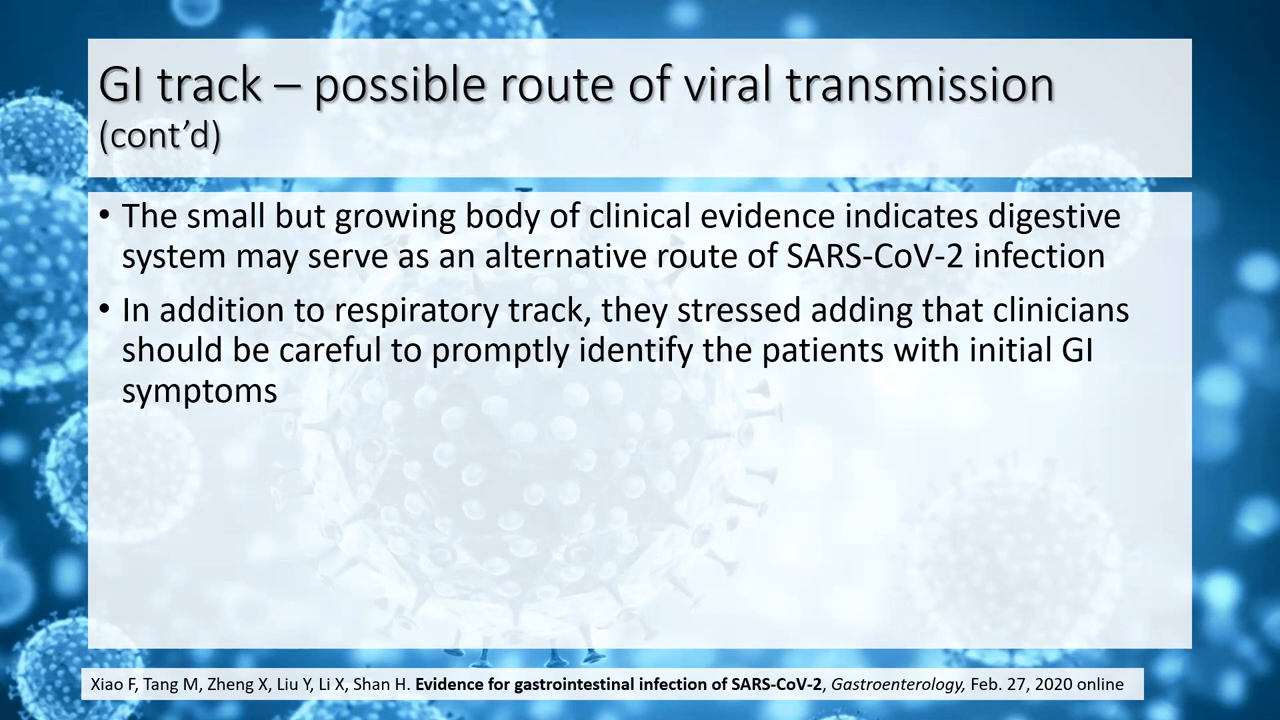 GI track – possible route of viral transmission
(cont’d)
• The small but growing body of clinical evidence indicates digestive
system may serve as an alternative route of SARS-CoV-2 infection
• In addition to respiratory track, they stressed adding that clinicians
should be careful to promptly identify the patients with initial GI
symptoms
Xiao F, Tang M, Zheng X, Liu Y, Li X, Shan H. Evidence for gastrointestinal infection of SARS-CoV-2, Gastroenterology, Feb. 27, 2020 online